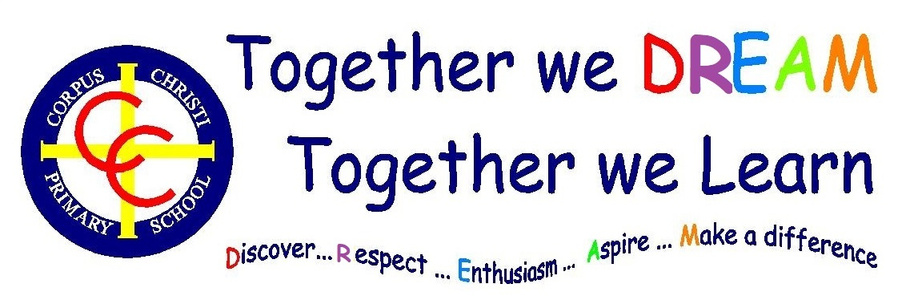 CORPUS CHRISTI
PRIMARY SCHOOL
CC
Together we DREAM
Together we Learn
Discover... Respect ... Enthusiasm ... Aspire ... Make a difference